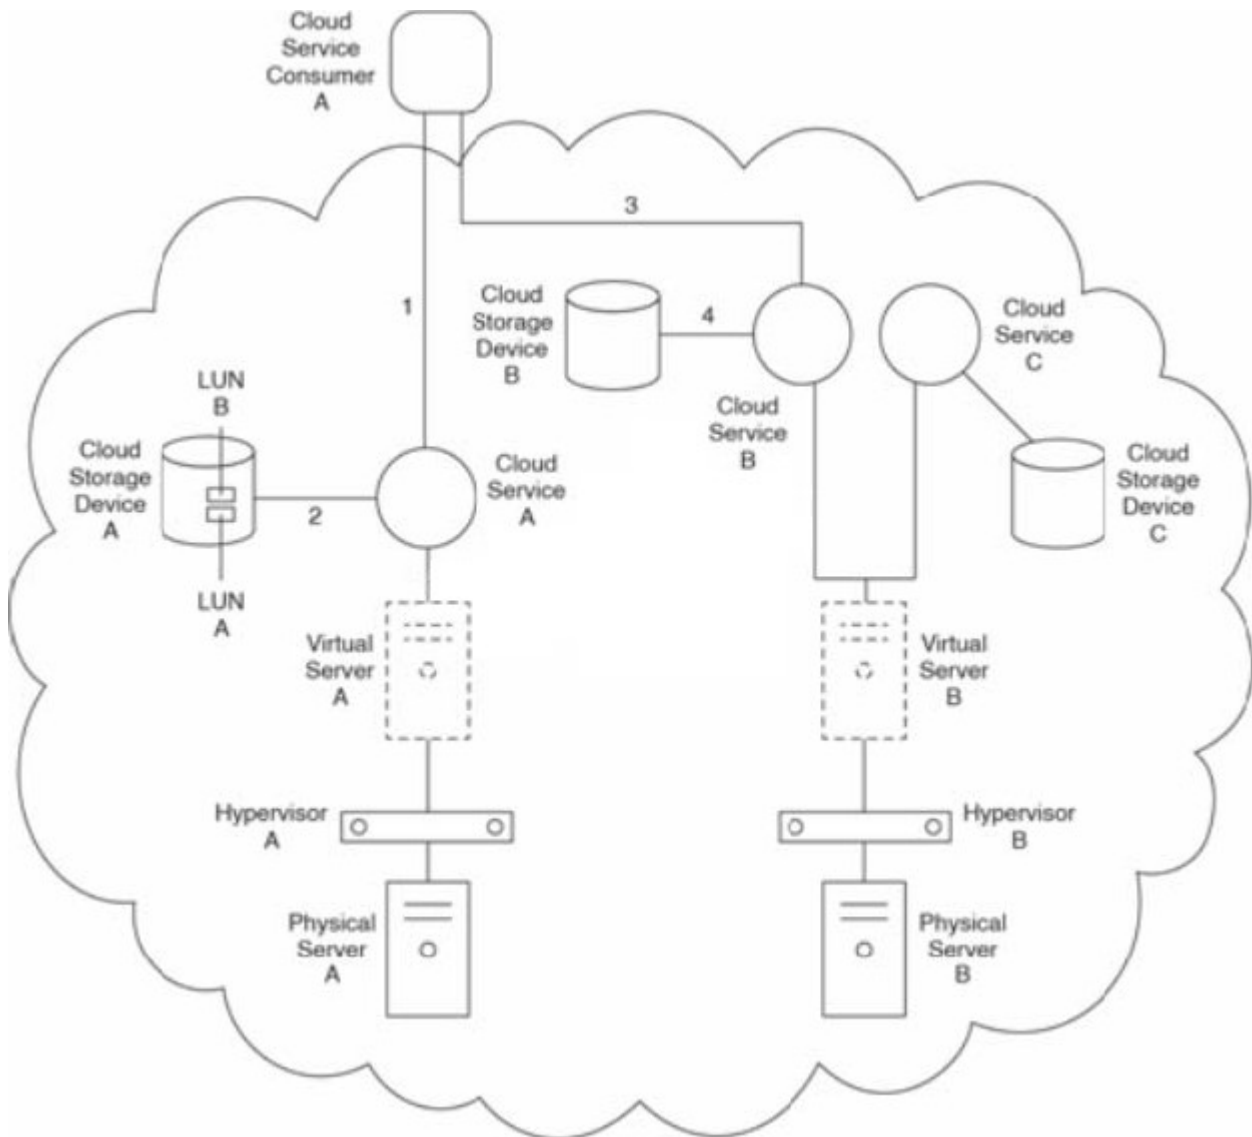 Cloud
Service
Consumer
A
3
1
Cloud
Storage
Device
B
4
Cloud
Service
C
LUN
B
Cloud
Service
B
Cloud
Storage
Device
A
2
Cloud
Service
A
Cloud
Storage
Device
C
LUN
A
Virtual
Server
A
Virtual
Server
B
Hypervisor
A
Hypervisor
B
Physical
Server
A
Physical
Server
B